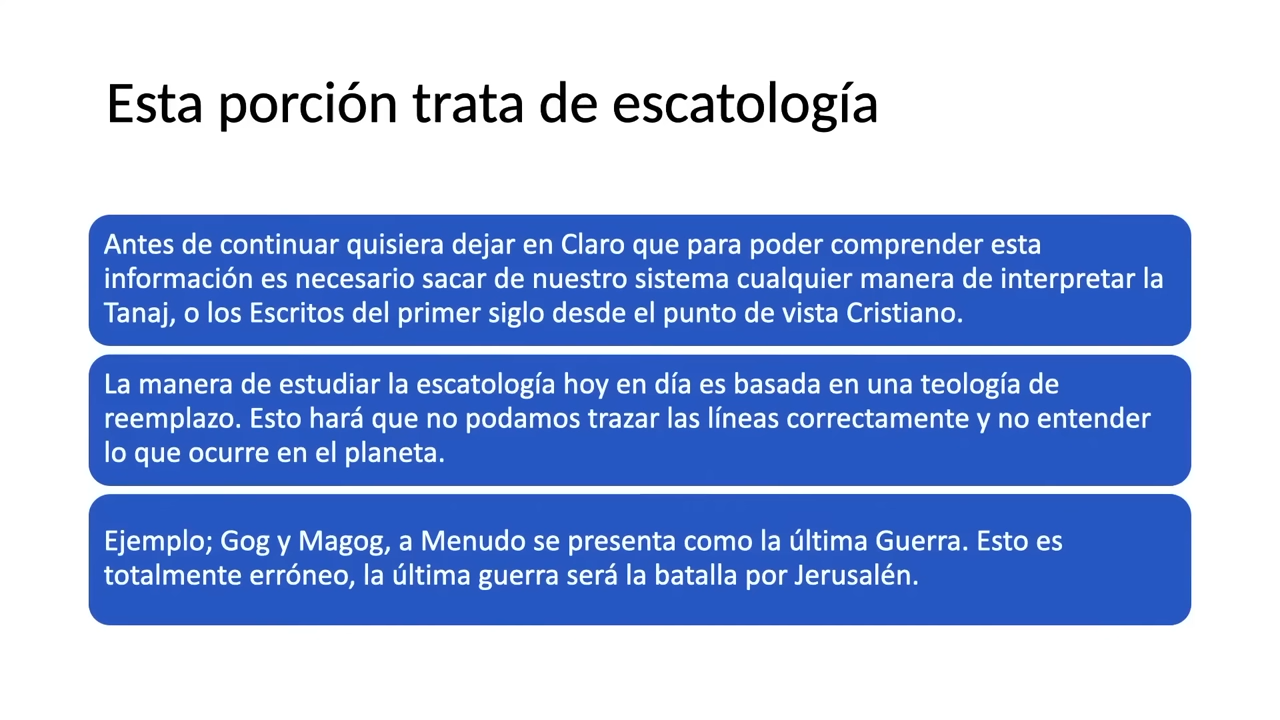 Esta porción trata de escatología
Antes de continuar quisiera dejar en Claro que para poder comprender esta
información es necesario sacar de nuestro sistema cualquier manera de interpretar la
Tanaj, o los Escritos del primer siglo desde el punto de vista Cristiano.
La manera de estudiar la escatología hoy en día es basada en una teología de
reemplazo. Esto hará que no podamos trazar las líneas correctamente y no entender
lo que ocurre en el planeta.
Ejemplo; Gog y Magog, a Menudo se presenta como la última Guerra. Esto es
totalmente erróneo, la última guerra será la batalla por Jerusalén.